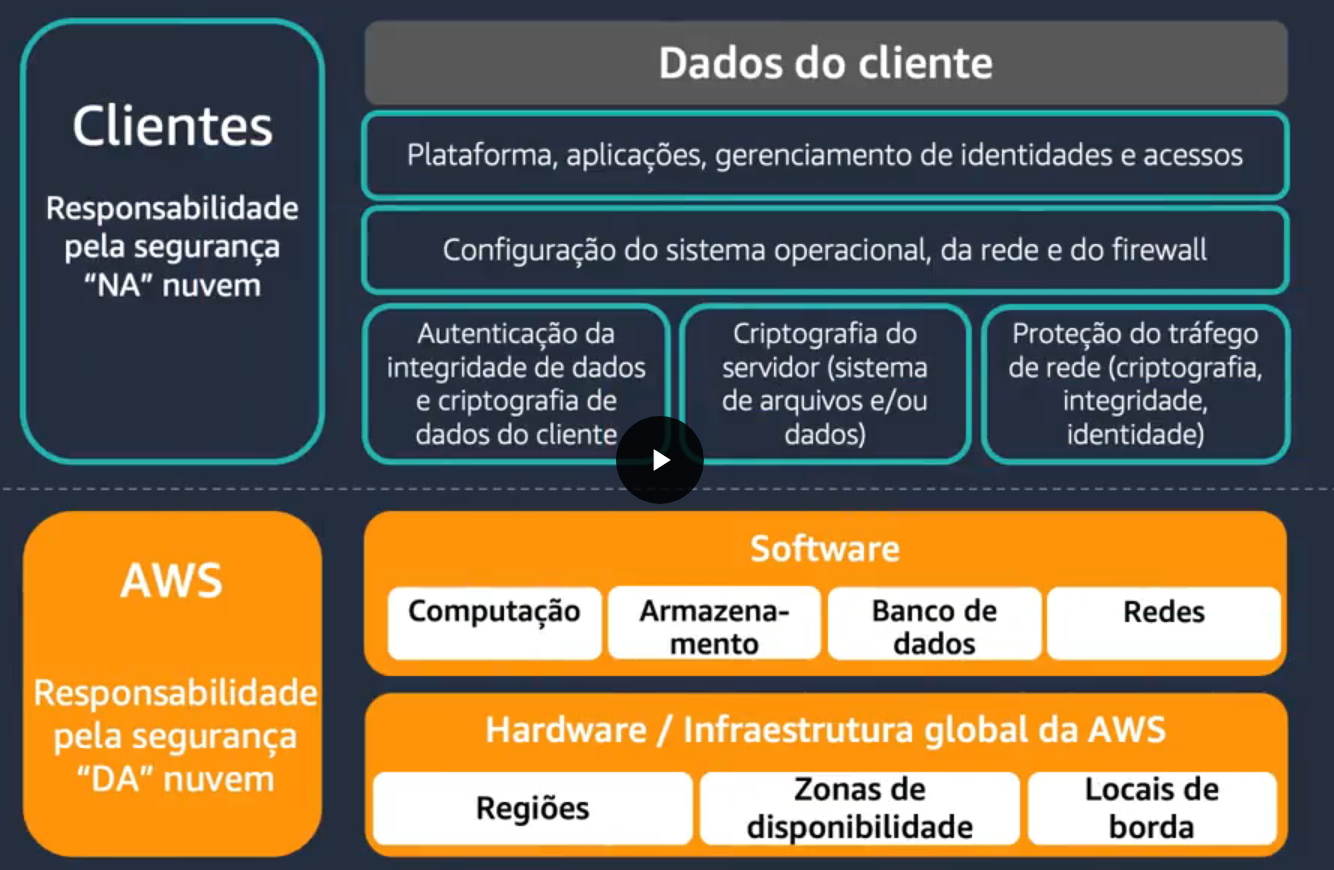 Clientes
Responsabilidade
pela segurança
“NA” nuvem
Dados do cliente
Plataforma, aplicações, gerenciamento de identidades e acessos
Configuração do sistema operacional, da rede e do firewall
Autenticação da
integridade de dados
e criptografia de
dados do cliente
Criptografia do
servidor (sistema
de arquivos e/ou
dados)
Proteção do tráfego
de rede (criptografia,
integridade,
identidade)
AWS
Responsabilidade
pela segurança
“DA” nuvem
Software
Computação
Armazena-
mento
Banco de
dados
Redes
Hardware / Infraestrutura global da AWS
Regiões
Zonas de
disponibilidade
Locais de
borda